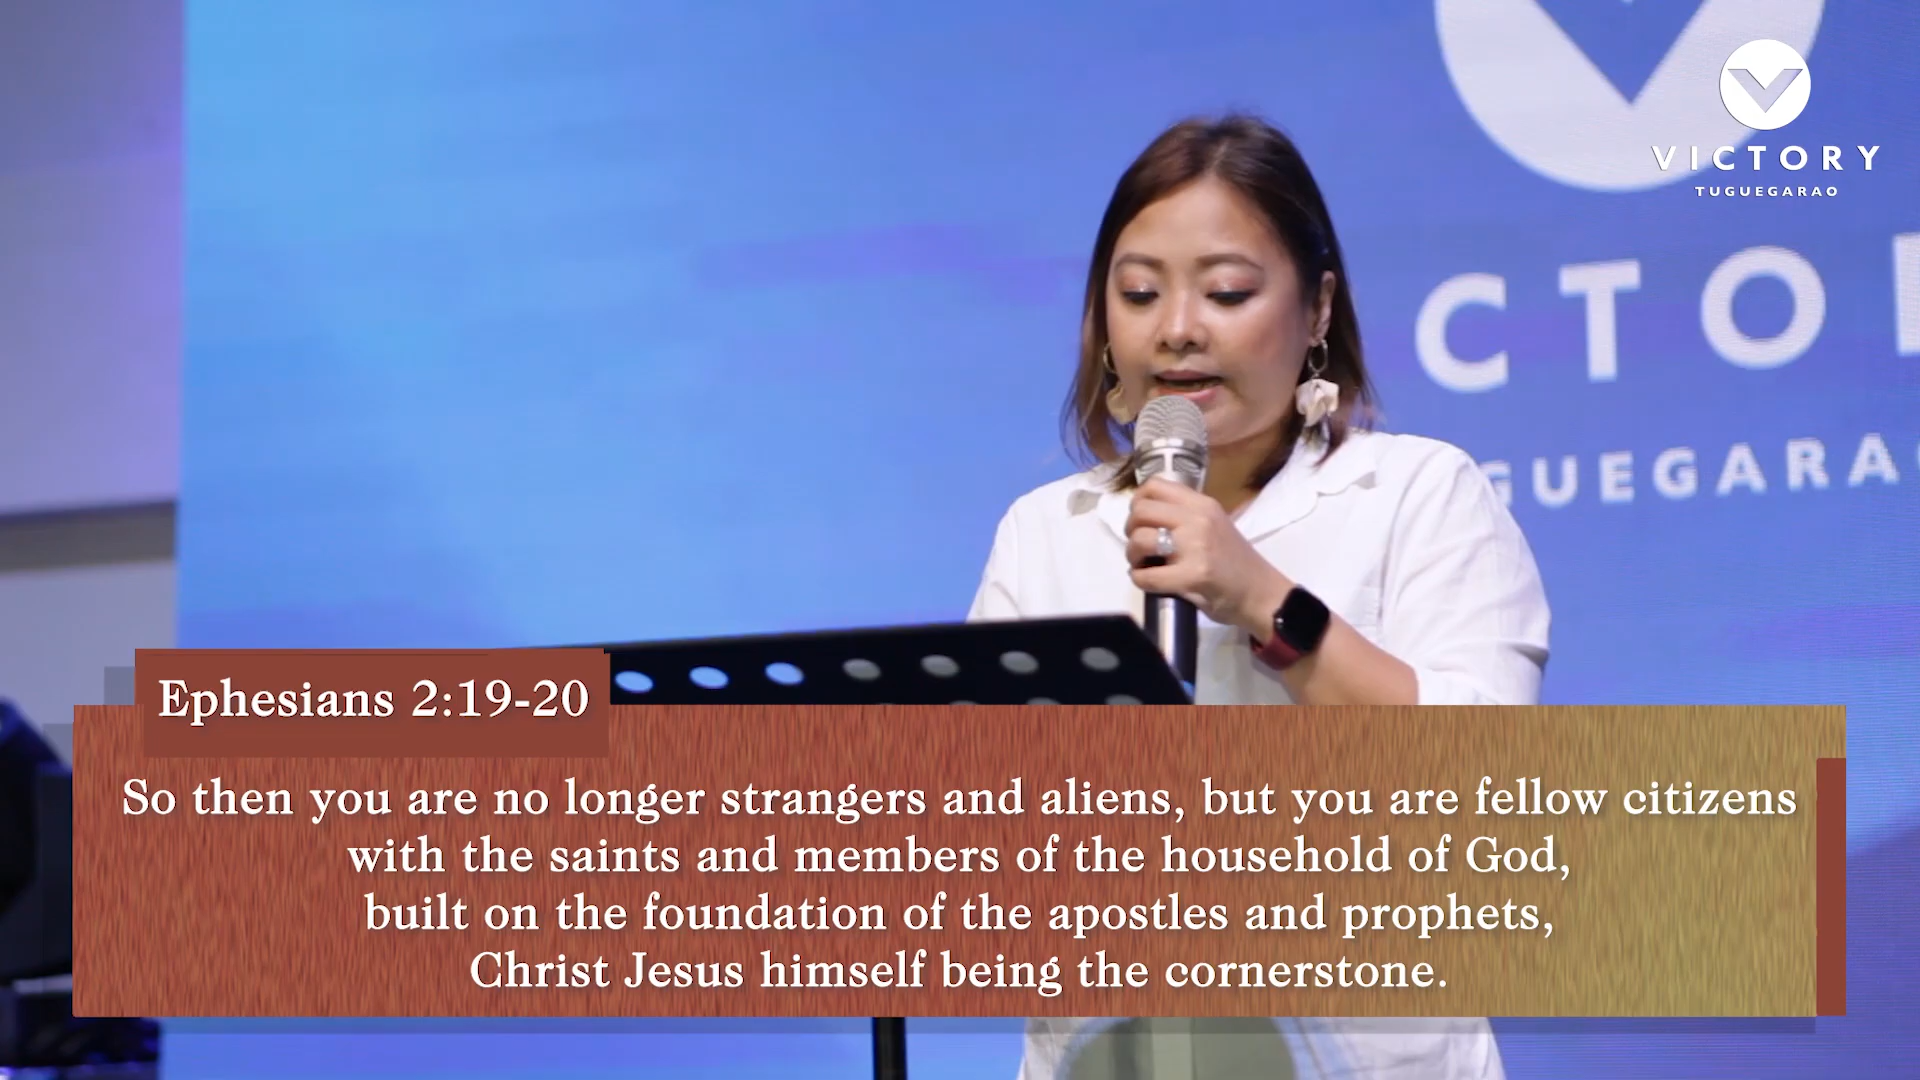 VICTORY
TUGUEGARAO
CTO
GUEGARA
Ephesians 2:19-20
So then you are no longer strangers and aliens, but you are fellow citizens
with the saints and members of the household of God,
built on the foundation of the apostles and prophets,
Christ Jesus himself being the cornerstone.